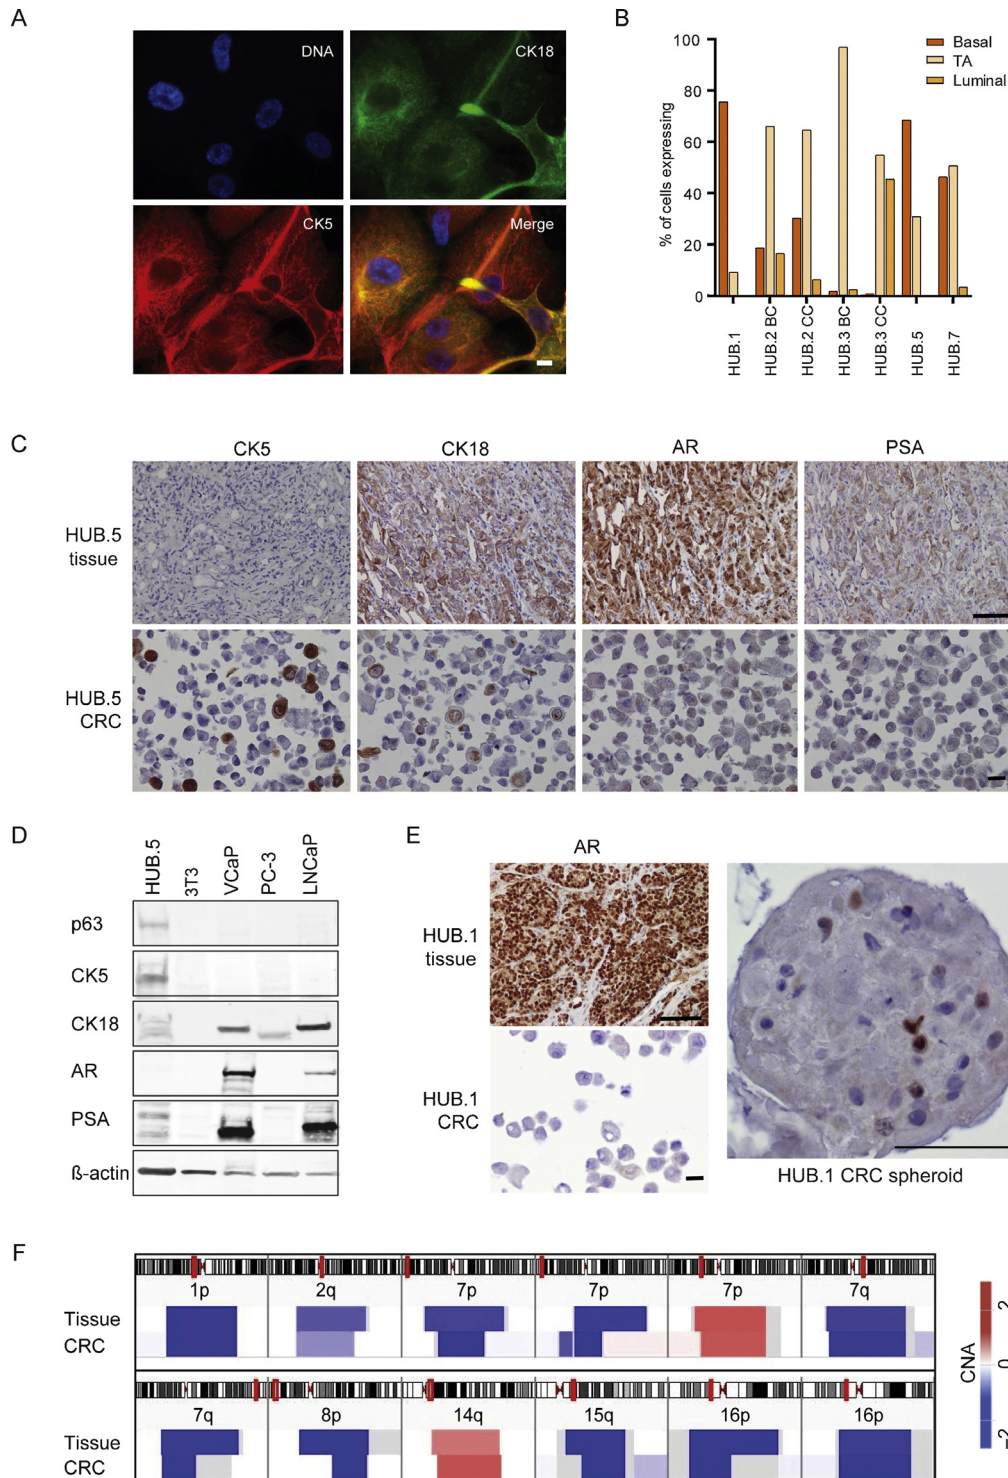 A
DNA
CK18
CK5
Merge
B
% of cells expressing
100
80
60
40
20
0
Basal
TA
Luminal
HUB.1
HUB.2 BC
HUB.2 CC
HUB.3 BC
HUB.3 CC
HUB.5
HUB.7
C
CK5 CK18 AR PSA
HUB.5
tissue
HUB.5
CRC
D
HUB.5
3T3
VCaP
PC-3
LNCaP
p63
CK5
CK18
AR
PSA
ß-actin
E
AR
HUB.1
tissue
HUB.1
CRC
HUB.1 CRC spheroid
F
1p 2q 7p 7p 7p 7q
Tissue
CRC
7q 8p 14q 15q 16p 16p
Tissue
CRC
CNA
2
0
-2